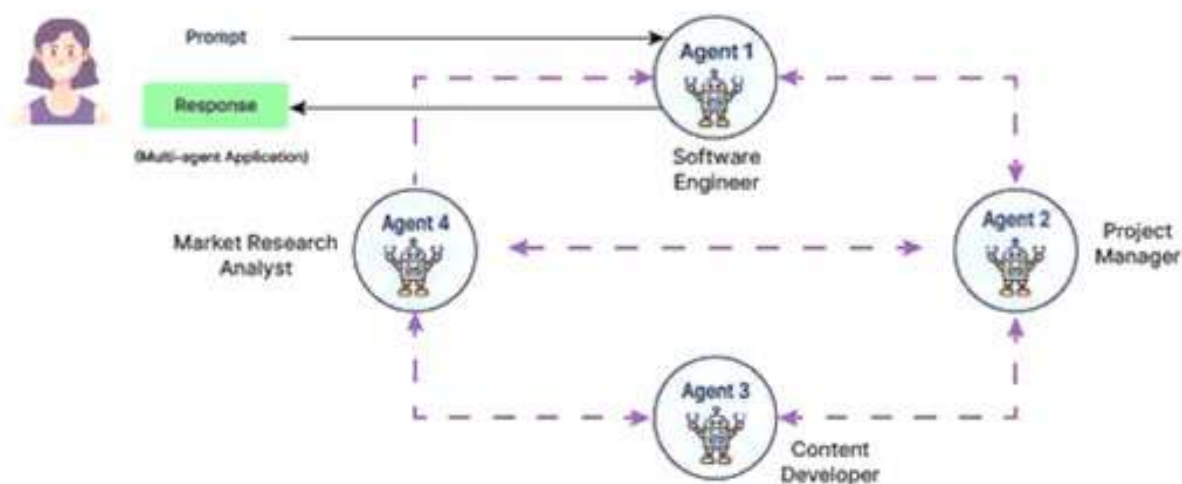 Prompt
Agent 1
Response
(Multi-agent Application)
Software
Engineer
Agent 4
Market Research
Analyst
Agent 2
Project
Manager
Agent 3
Content
Developer